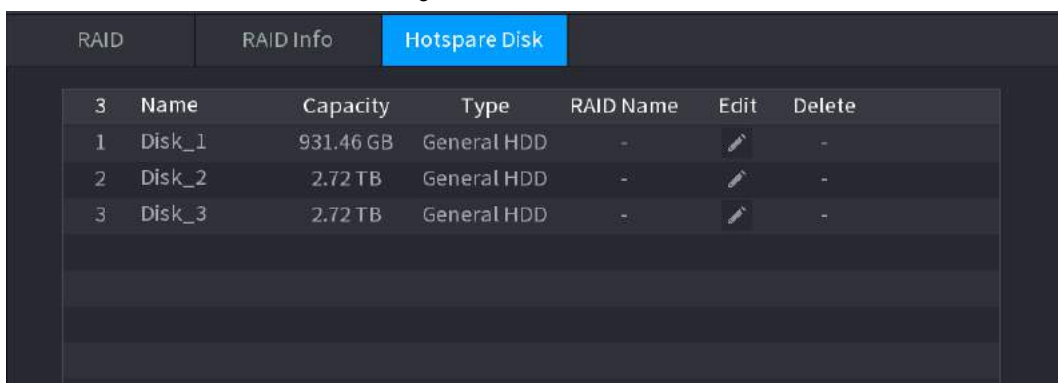 RAID RAID Info Hotspare Disk
3 Name Capacity Type RAID Name Edit Delete
1 Disk_1 931.46 GB General HDD - -
2 Disk_2 2.72 TB General HDD - -
3 Disk_3 2.72 TB General HDD - -